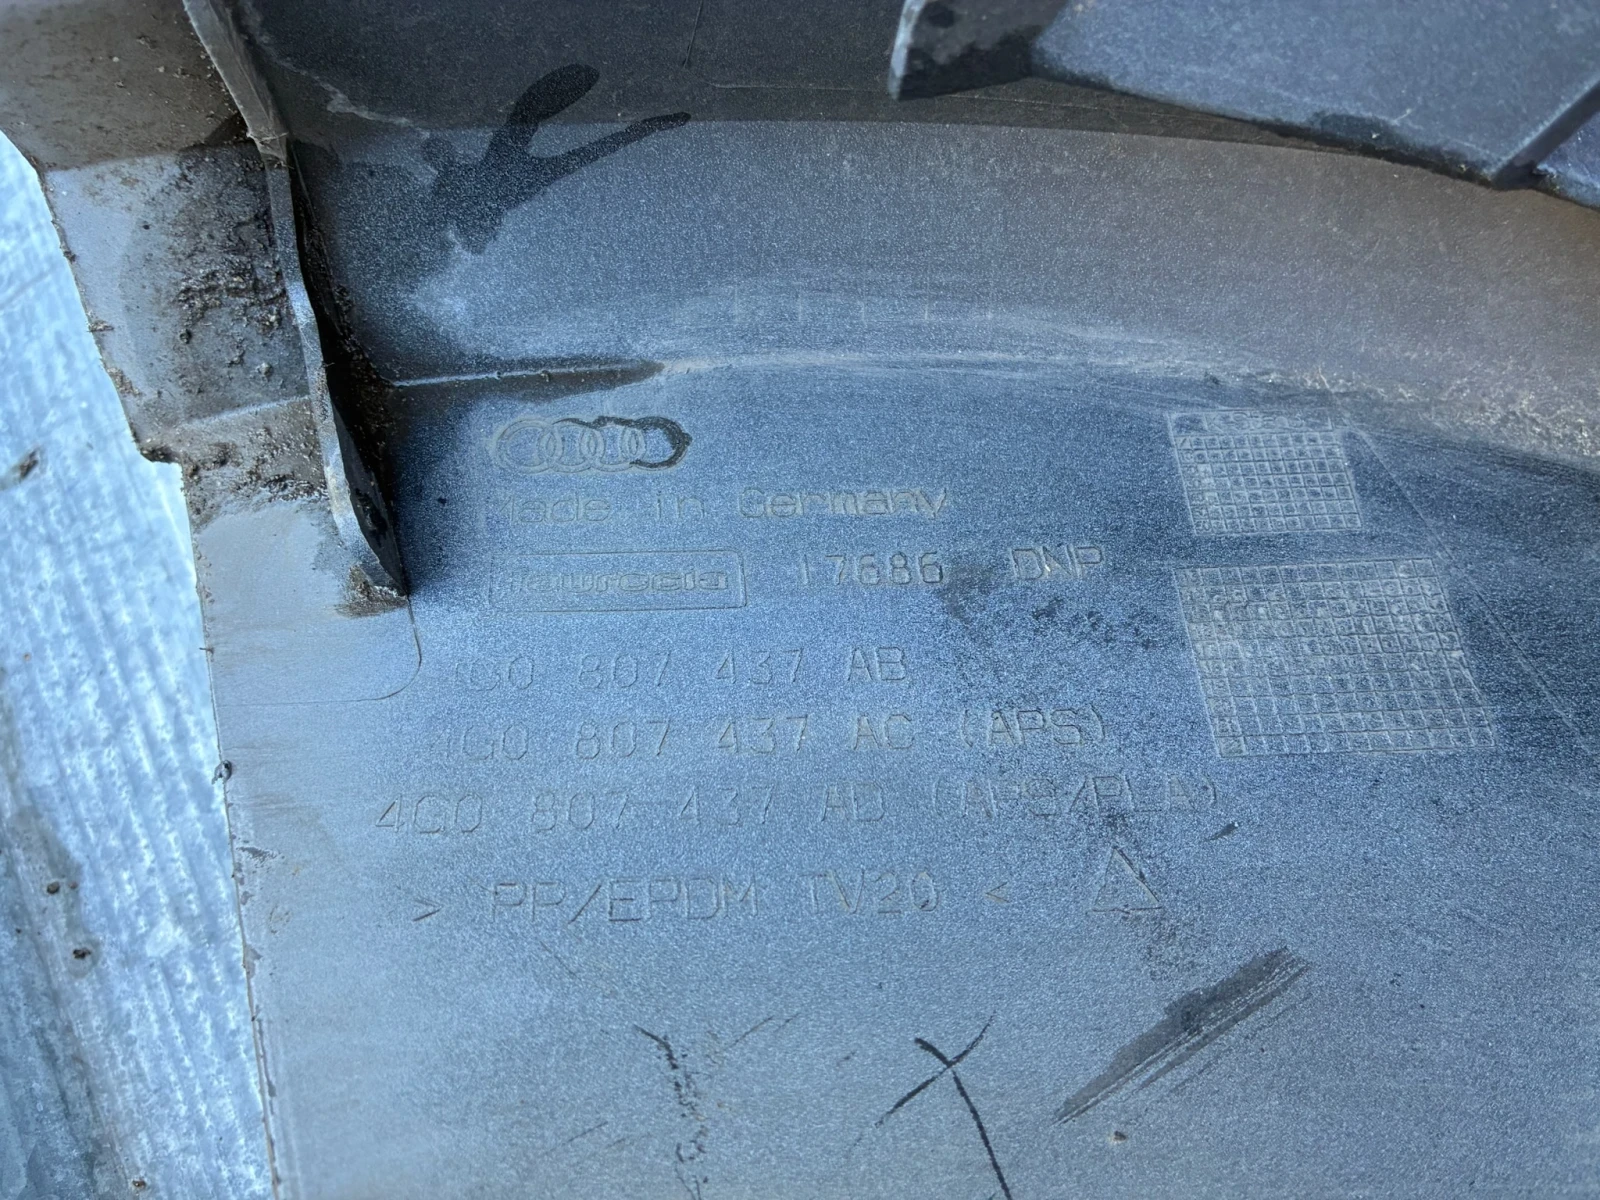 Made in Germany
faurecia 17686 DNP
4G0 807 437 AB
4G0 807 437 AC (APS)
4G0 807 437 AD (APS/PLA)
> PP/EPDM TV20 <